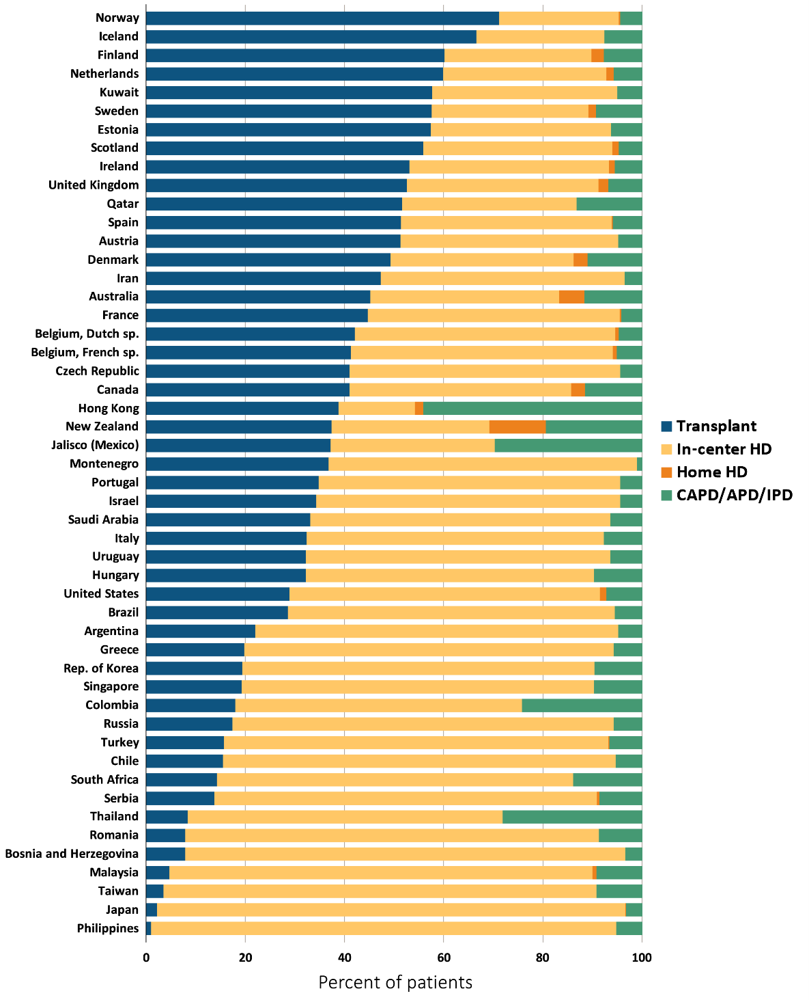 Norway
Iceland
Finland
Netherlands
Kuwait
Sweden
Estonia
Scotland
Ireland
United Kingdom
Qatar
Spain
Austria
Denmark
Iran
Australia
France
Belgium, Dutch sp.
Belgium, French sp.
Czech Republic
Canada
Hong Kong
New Zealand
Jalisco (Mexico)
Montenegro
Portugal
Israel
Saudi Arabia
Italy
Uruguay
Hungary
United States
Brazil
Argentina
Greece
Rep. of Korea
Singapore
Colombia
Russia
Turkey
Chile
South Africa
Serbia
Thailand
Romania
Bosnia and Herzegovina
Malaysia
Taiwan
Japan
Philippines
0 20 40 60 80 100
Percent of patients
Transplant
In-center HD
Home HD
CAPD/APD/IPD